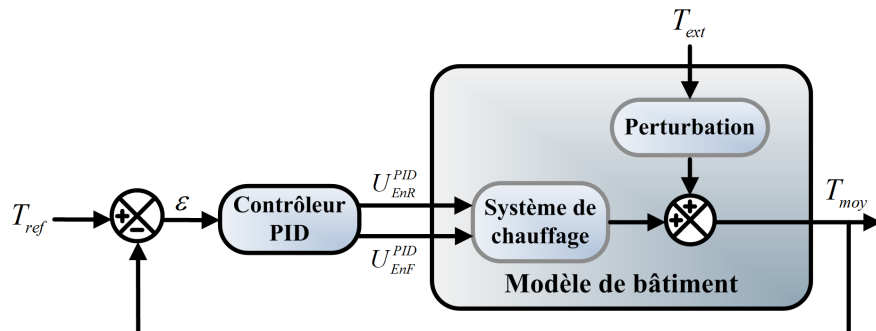 T_ext
Perturbation
T_ref
+
−
ε
Contrôleur
PID
U_EnR^PID
U_EnF^PID
Système de
chauffage
+
+
T_moy
Modèle de bâtiment